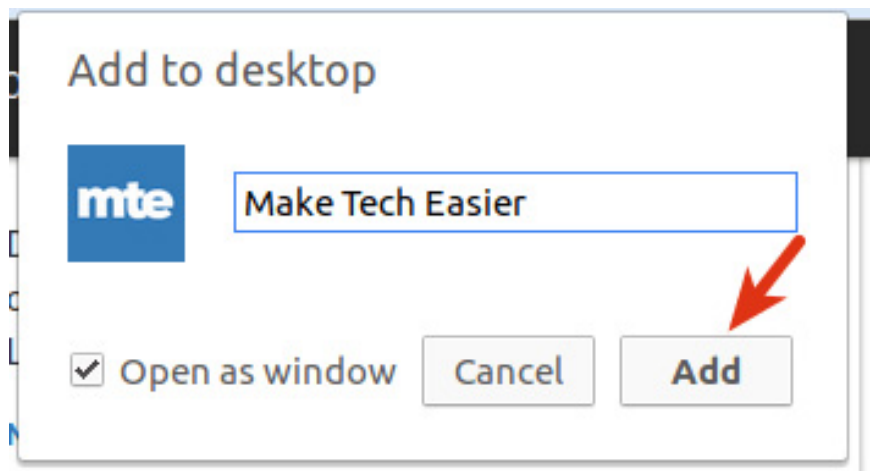 Add to desktop
mte
Make Tech Easier
Open as window
Cancel
Add